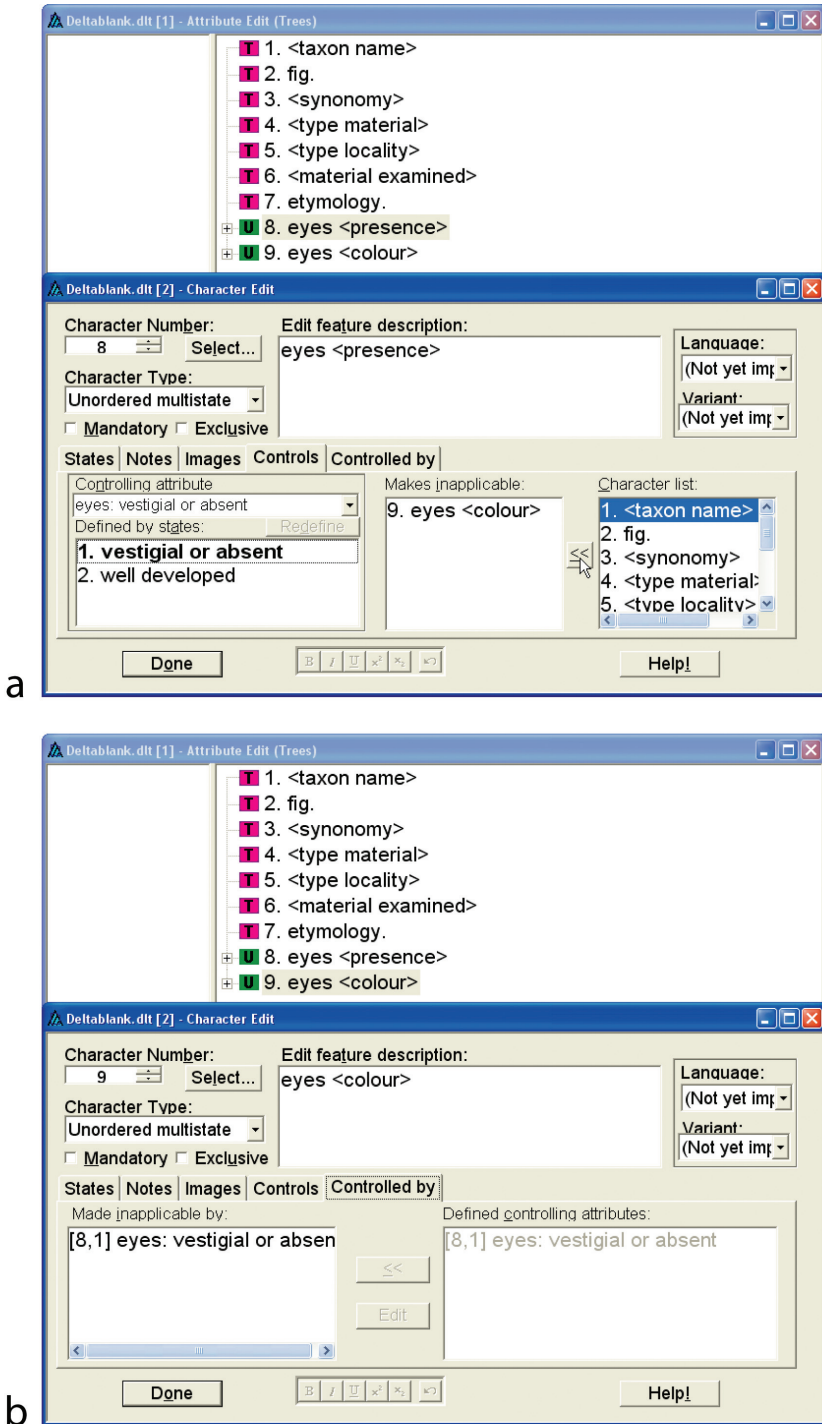 Deltablank.dlt [1] - Attribute Edit (Trees)
T 1. <taxon name>
T 2. fig.
T 3. <synonomy>
T 4. <type material>
T 5. <type locality>
T 6. <material examined>
T 7. etymology.
U 8. eyes <presence>
U 9. eyes <colour>
Deltablank.dlt [2] - Character Edit
Character Number:
8
Select...
Edit feature description:
eyes <presence>
Language:
(Not yet imp
Character Type:
Unordered multistate
Variant:
(Not yet imp
Mandatory Exclusive
States Notes Images Controls Controlled by
Controlling attribute
eyes: vestigial or absent
Defined by states: Redefine
1. vestigial or absent
2. well developed
Makes inapplicable:
9. eyes <colour>
<<
Character list:
1. <taxon name>
2. fig.
3. <synonomy>
4. <type material>
5. <type locality>
Done B I U x² x₂ Help!
a
Deltablank.dlt [1] - Attribute Edit (Trees)
T 1. <taxon name>
T 2. fig.
T 3. <synonomy>
T 4. <type material>
T 5. <type locality>
T 6. <material examined>
T 7. etymology.
U 8. eyes <presence>
U 9. eyes <colour>
Deltablank.dlt [2] - Character Edit
Character Number:
9
Select...
Edit feature description:
eyes <colour>
Language:
(Not yet imp
Character Type:
Unordered multistate
Variant:
(Not yet imp
Mandatory Exclusive
States Notes Images Controls Controlled by
Made inapplicable by:
[8,1] eyes: vestigial or absen
<<
Edit
Defined controlling attributes:
[8,1] eyes: vestigial or absent
Done B I U x² x₂ Help!
b